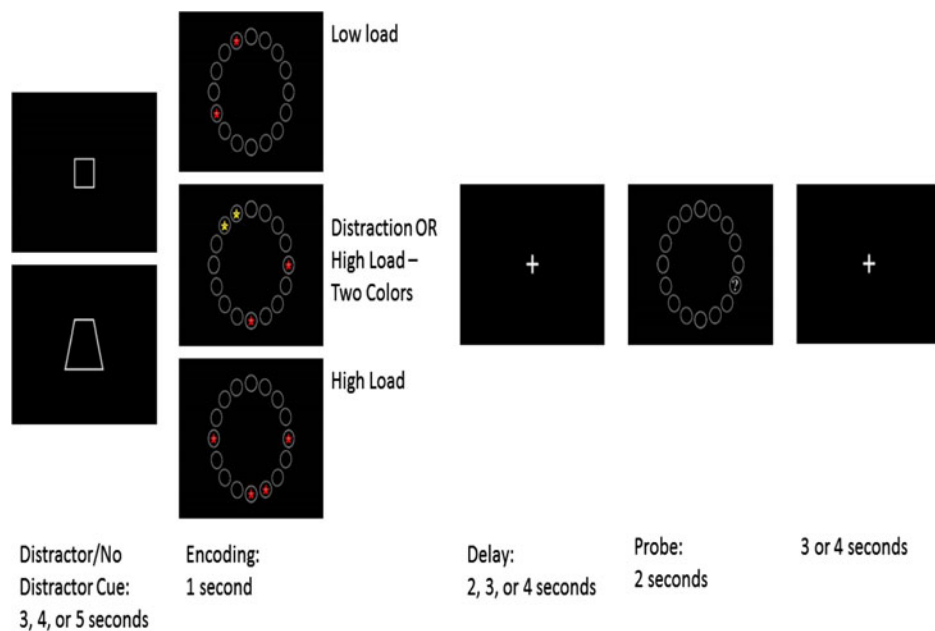 Low load
Distraction OR
High Load –
Two Colors
High Load
?
Distractor/No
Distractor Cue:
3, 4, or 5 seconds
Encoding:
1 second
Delay:
2, 3, or 4 seconds
Probe:
2 seconds
3 or 4 seconds